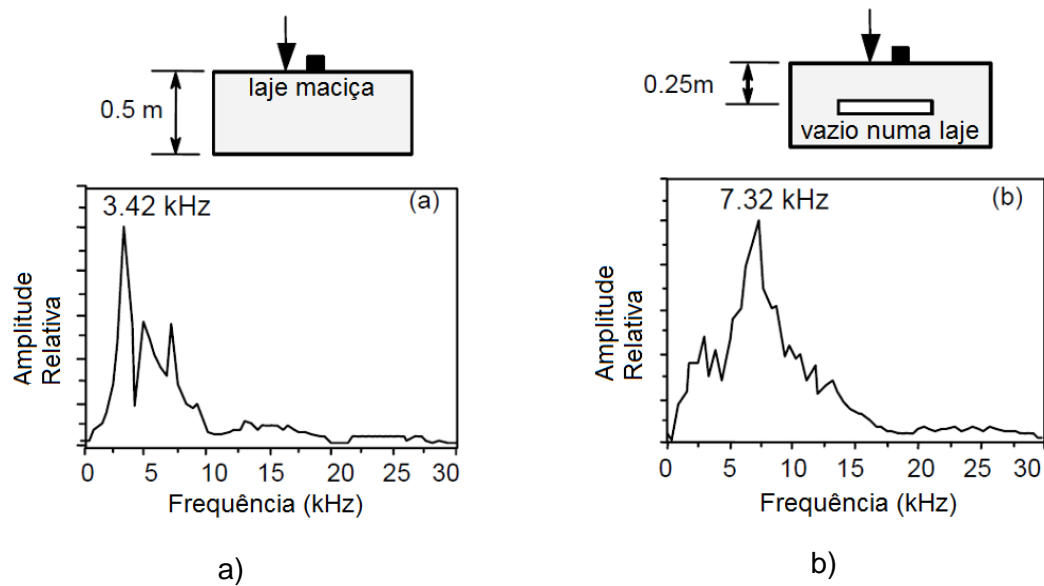 0.5 m
laje maciça
3.42 kHz
(a)
Amplitude
Relativa
0 5 10 15 20 25 30
Frequência (kHz)
a)
0.25m
vazio numa laje
7.32 kHz
(b)
Amplitude
Relativa
0 5 10 15 20 25 30
Frequência (kHz)
b)